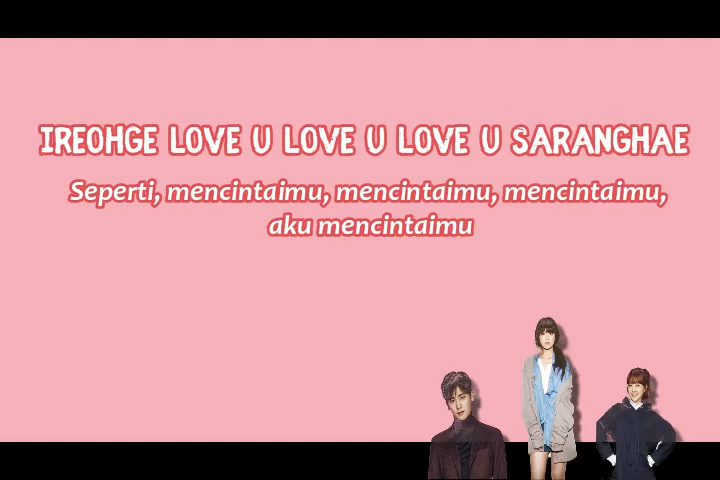 IREOHGE LOVE U LOVE U LOVE U SARANGHAE
Seperti, mencintaimu, mencintaimu, mencintaimu,
aku mencintaimu